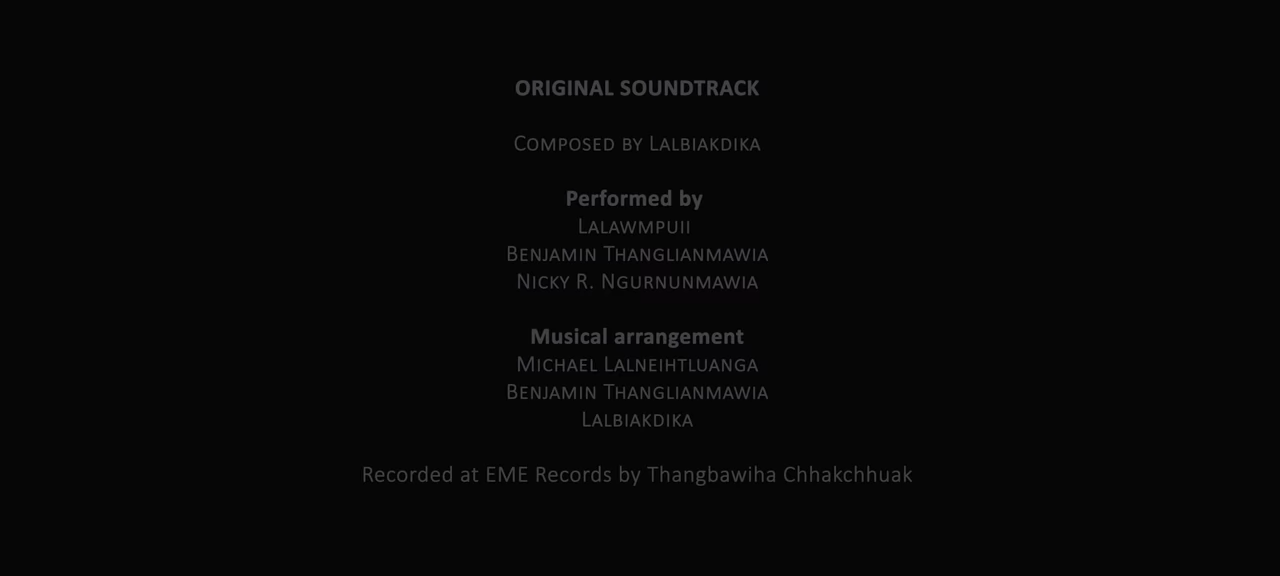 ORIGINAL SOUNDTRACK
Composed by Lalbiakdika
Performed by
Lalawmpuii
Benjamin Thanglianmawia
Nicky R. Ngurnunmawia
Musical arrangement
Michael Lalneihtluanga
Benjamin Thanglianmawia
Lalbiakdika
Recorded at EME Records by Thangbawiha Chhakchhuak